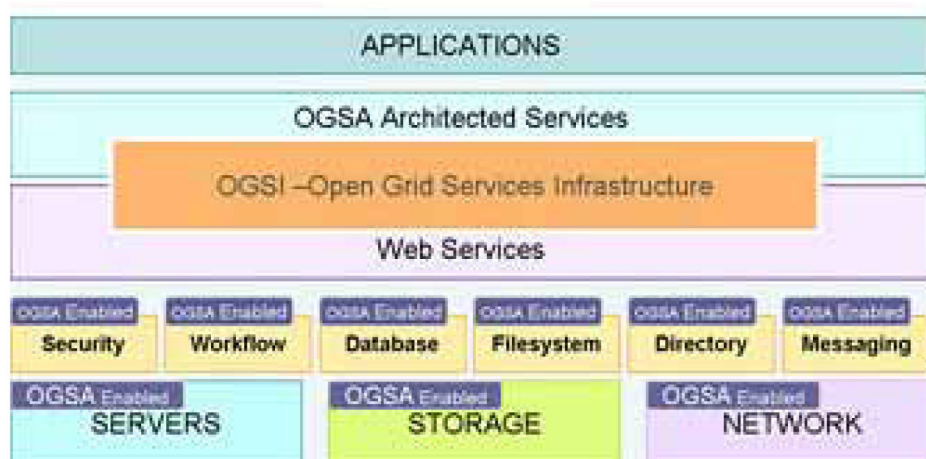 APPLICATIONS
OGSA Architected Services
OGSI –Open Grid Services Infrastructure
Web Services
OGSA Enabled OGSA Enabled OGSA Enabled OGSA Enabled OGSA Enabled OGSA Enabled
Security Workflow Database Filesystem Directory Messaging
OGSA Enabled OGSA Enabled OGSA Enabled
SERVERS STORAGE NETWORK